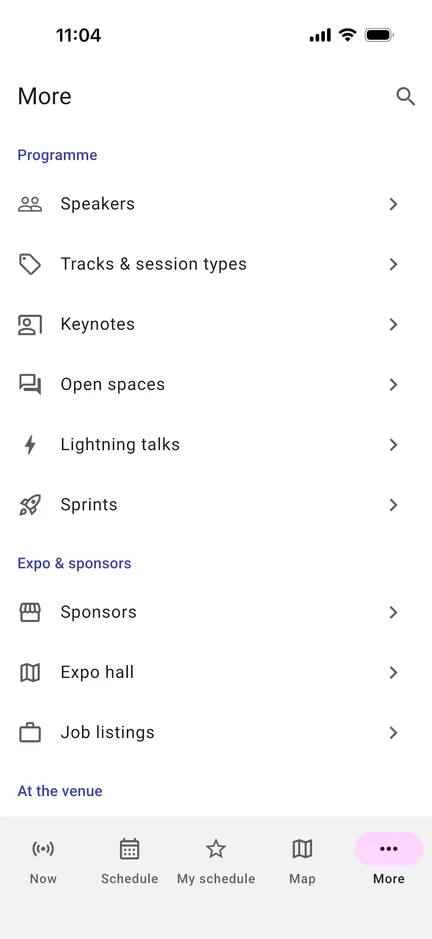 11:04
More
Programme
Speakers
Tracks & session types
Keynotes
Open spaces
Lightning talks
Sprints
Expo & sponsors
Sponsors
Expo hall
Job listings
At the venue
Now
Schedule
My schedule
Map
More